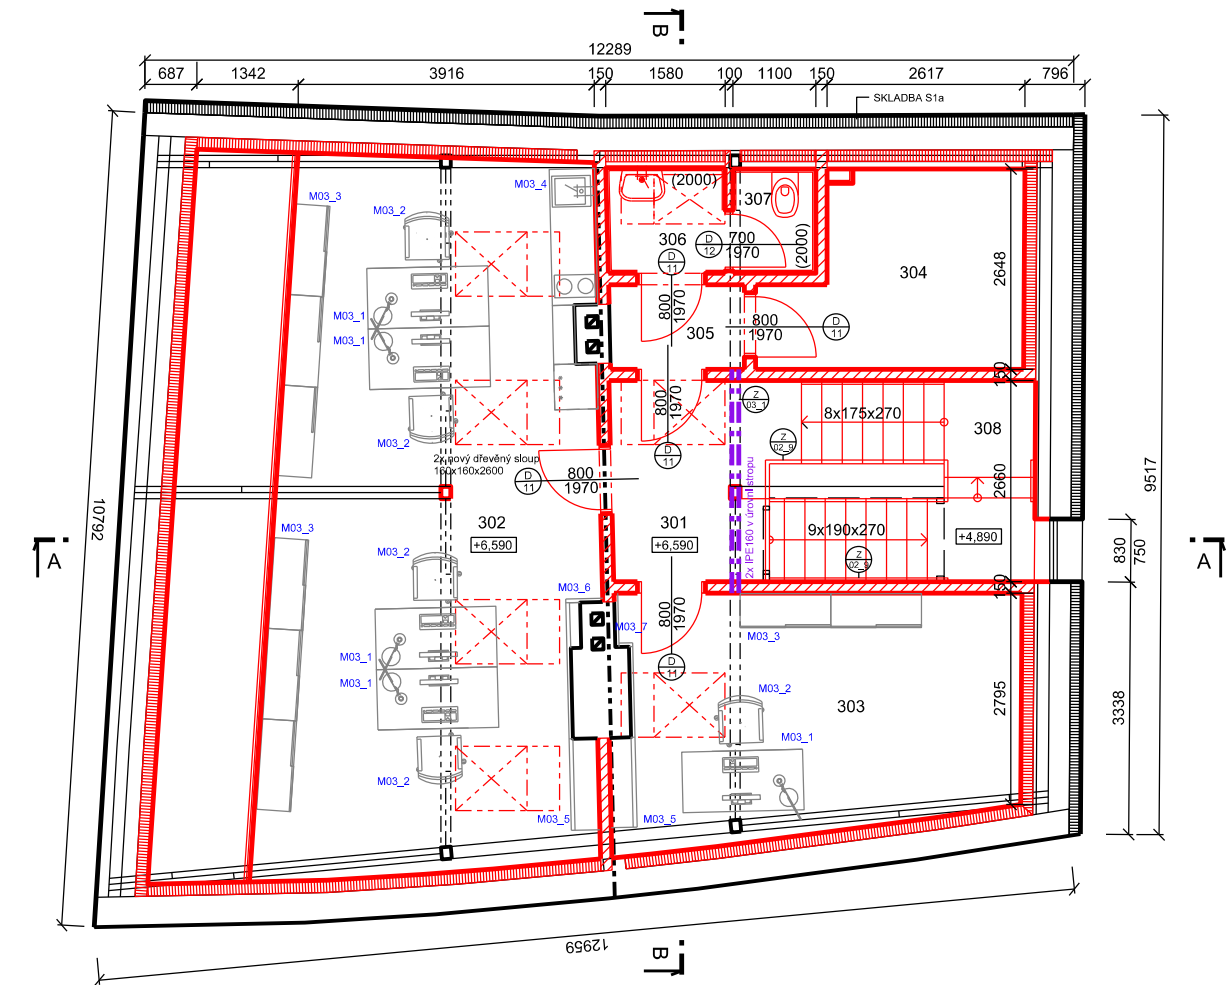 B
12289
687 1342 3916 150 1580 100 1100 150 2617 796
SKLADBA S1a
M03_3
M03_4
(2000)
307
M03_2
306
D
12
700
1970
(2000)
D
11
304
2648
M03_1
M03_1
800
1970
305
800
1970
D
11
150
M03_2
800
1970
Z
03_1
8x175x270
308
Z
02_9
2x nový dřevěný sloup
160x160x2600
D
11
D
11
800
1970
2660
10792
9517
M03_3
302
+6,590
301
+6,590
2x IPE160 v úrovni stropu
9x190x270
+4,890
Z
02_9
830
750
A
A
M03_2
M03_6
150
M03_7
800
1970
M03_3
M03_1
M03_1
D
11
M03_2
303
2795
3338
M03_1
M03_2
M03_5
M03_5
12959
B